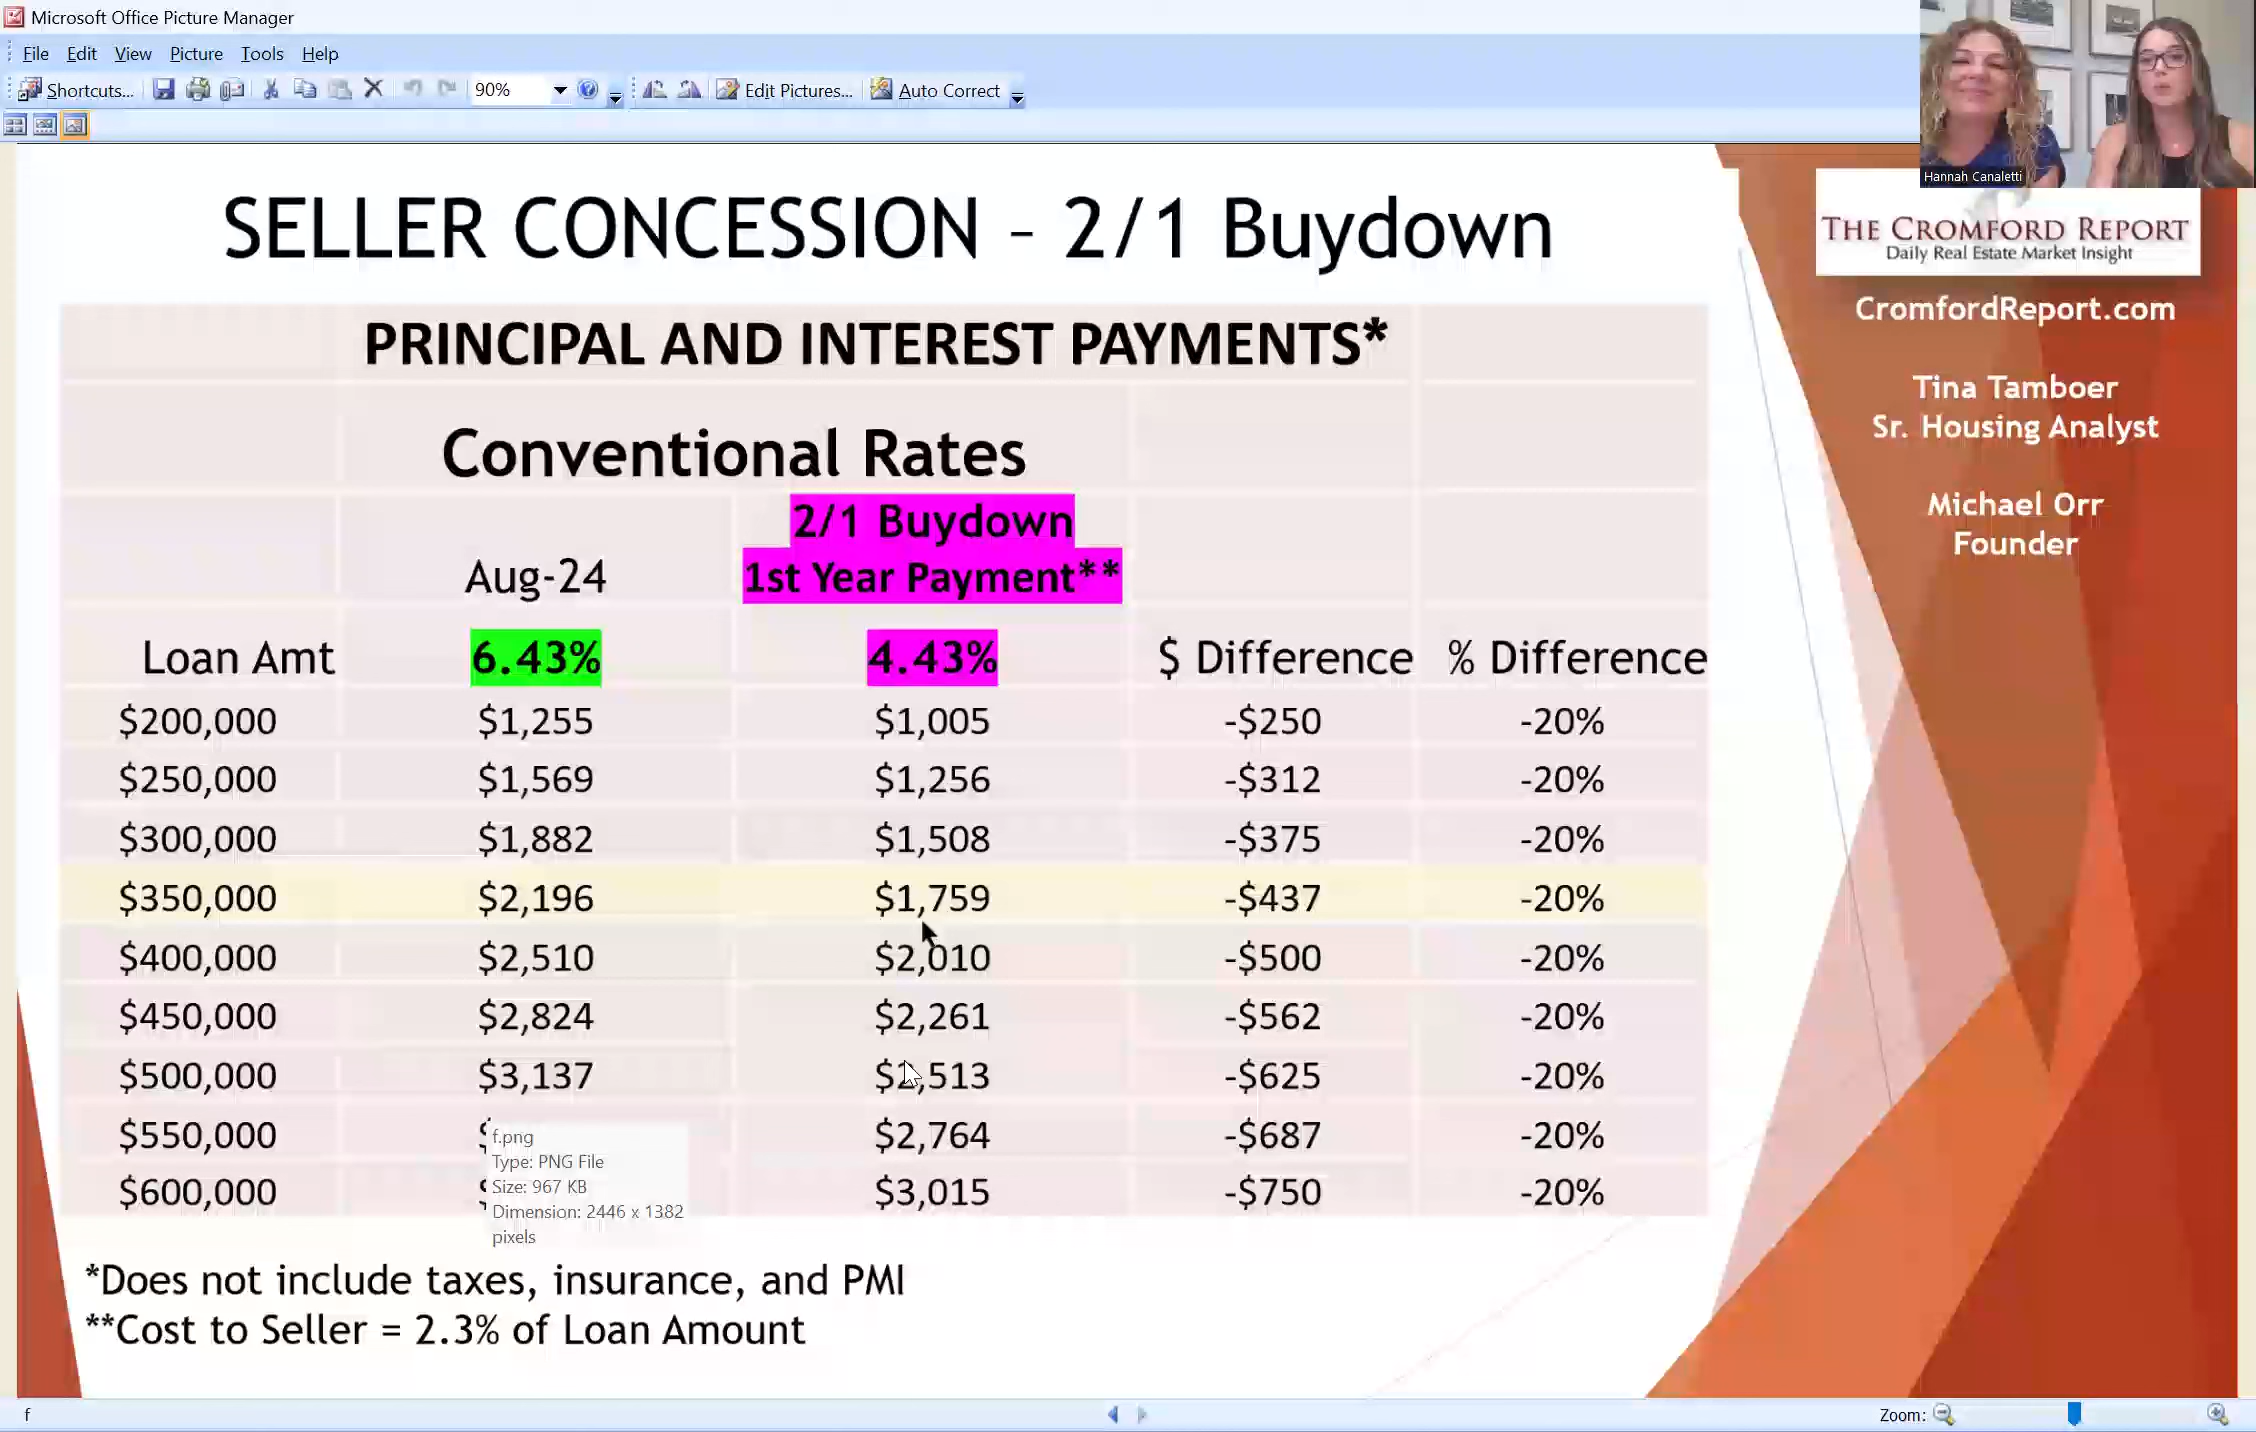 Microsoft Office Picture Manager
File Edit View Picture Tools Help
Shortcuts... 90% Edit Pictures... Auto Correct
Hannah Canaletti
SELLER CONCESSION – 2/1 Buydown
THE CROMFORD REPORT
Daily Real Estate Market Insight
CromfordReport.com
Tina Tamboer
Sr. Housing Analyst
Michael Orr
Founder
PRINCIPAL AND INTEREST PAYMENTS*
Conventional Rates
2/1 Buydown
Aug-24 1st Year Payment**
Loan Amt 6.43% 4.43% $ Difference % Difference
$200,000 $1,255 $1,005 -$250 -20%
$250,000 $1,569 $1,256 -$312 -20%
$300,000 $1,882 $1,508 -$375 -20%
$350,000 $2,196 $1,759 -$437 -20%
$400,000 $2,510 $2,010 -$500 -20%
$450,000 $2,824 $2,261 -$562 -20%
$500,000 $3,137 $2,513 -$625 -20%
$550,000 $2,764 -$687 -20%
$600,000 $3,015 -$750 -20%
f.png
Type: PNG File
Size: 967 KB
Dimension: 2446 x 1382
pixels
*Does not include taxes, insurance, and PMI
**Cost to Seller = 2.3% of Loan Amount
f Zoom: